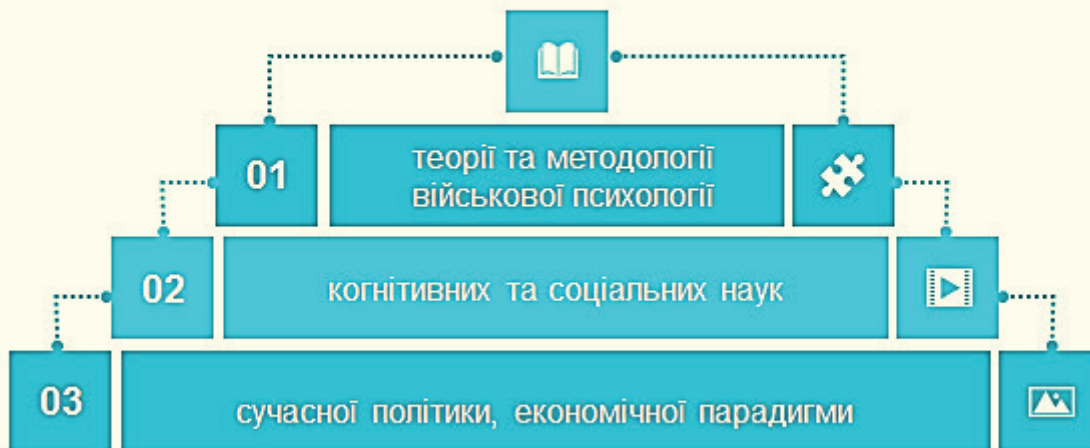 01
теорії та методології
військової психології
02
когнітивних та соціальних наук
03
сучасної політики, економічної парадигми